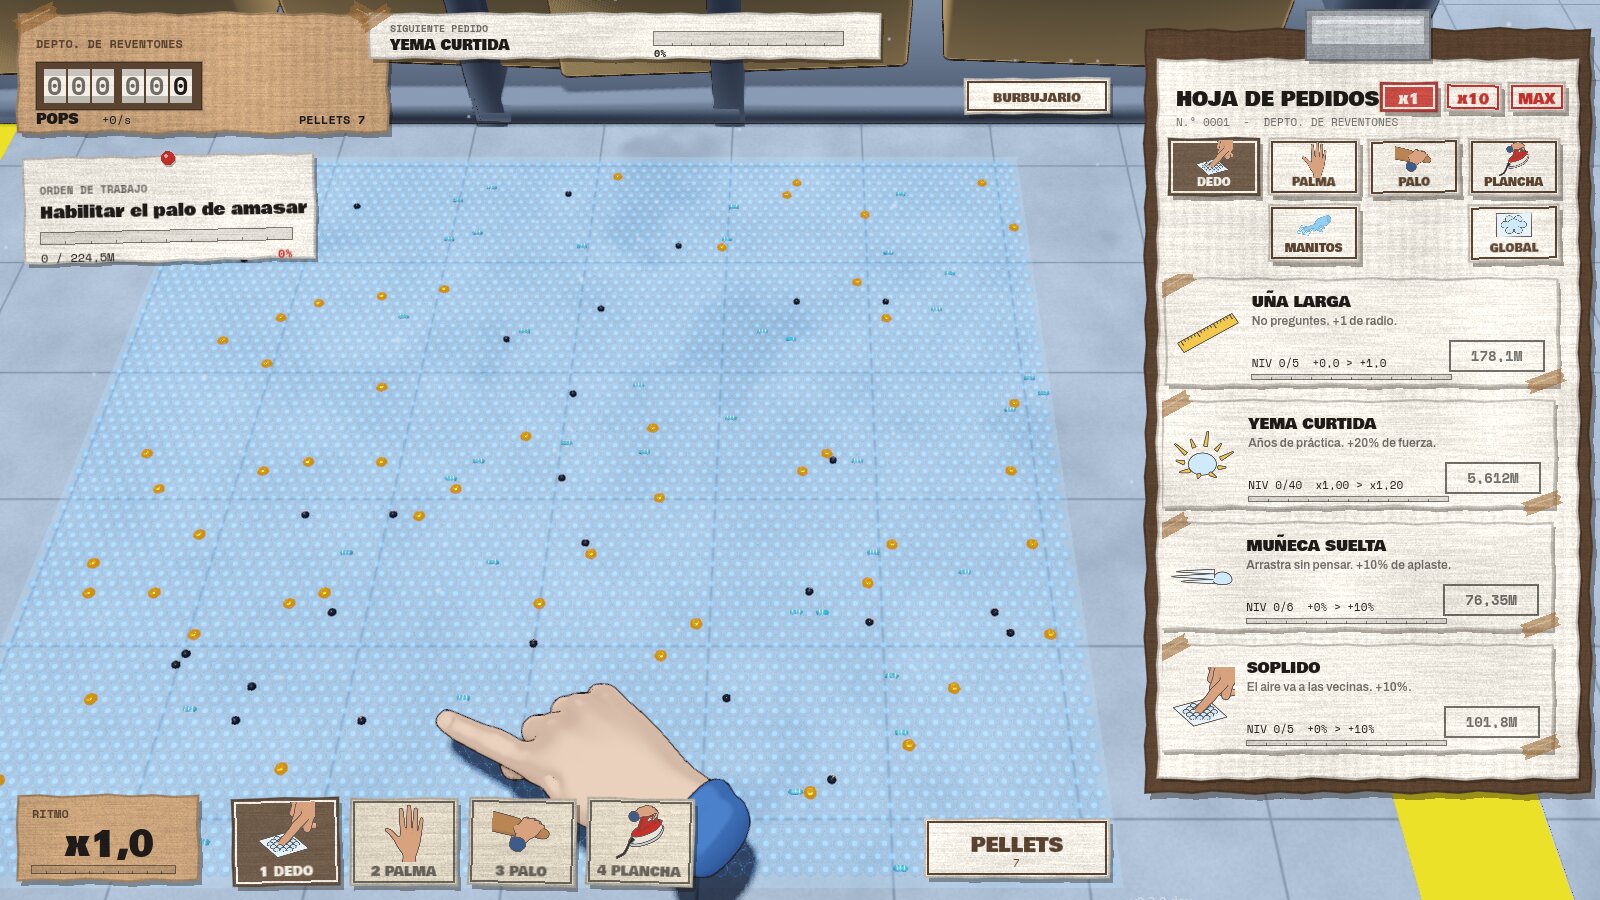 DEPTO. DE REVENTONES
000 000
POPS +0/s PELLETS 7
SIGUIENTE PEDIDO
YEMA CURTIDA
0%
BURBUJARIO
ORDEN DE TRABAJO
Habilitar el palo de amasar
0 / 224,5M 0%
HOJA DE PEDIDOS x1 x10 MAX
N.° 0001 - DEPTO. DE REVENTONES
DEDO PALMA PALO PLANCHA
MANITOS GLOBAL
UÑA LARGA
No preguntes. +1 de radio.
NIV 0/5 +0,0 > +1,0 178,1M
YEMA CURTIDA
Años de práctica. +20% de fuerza.
NIV 0/40 x1,00 > x1,20 5,612M
MUÑECA SUELTA
Arrastra sin pensar. +10% de aplaste.
NIV 0/6 +0% > +10% 76,35M
SOPLIDO
El aire va a las vecinas. +10%.
NIV 0/5 +0% > +10% 101,8M
RITMO
x1,0
1 DEDO 2 PALMA 3 PALO 4 PLANCHA
PELLETS
7